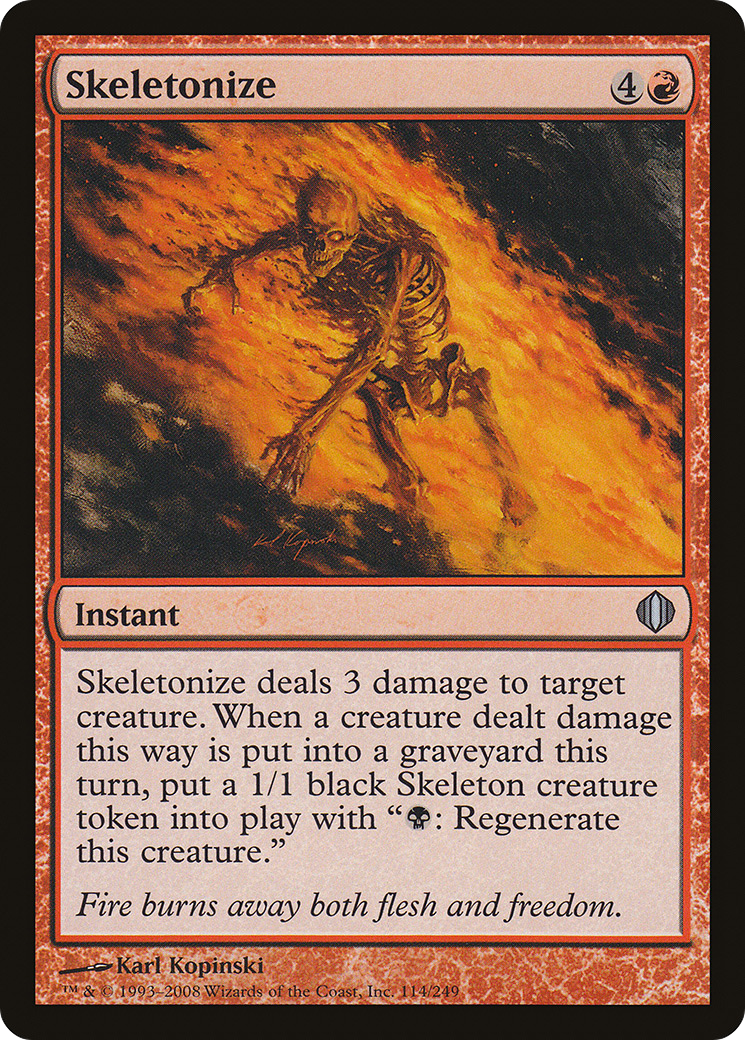 Skeletonize 4
Karl Kopinski
Instant
Skeletonize deals 3 damage to target
creature. When a creature dealt damage
this way is put into a graveyard this
turn, put a 1/1 black Skeleton creature
token into play with “ : Regenerate
this creature.”
Fire burns away both flesh and freedom.
Karl Kopinski
™ & © 1993–2008 Wizards of the Coast, Inc. 114/249